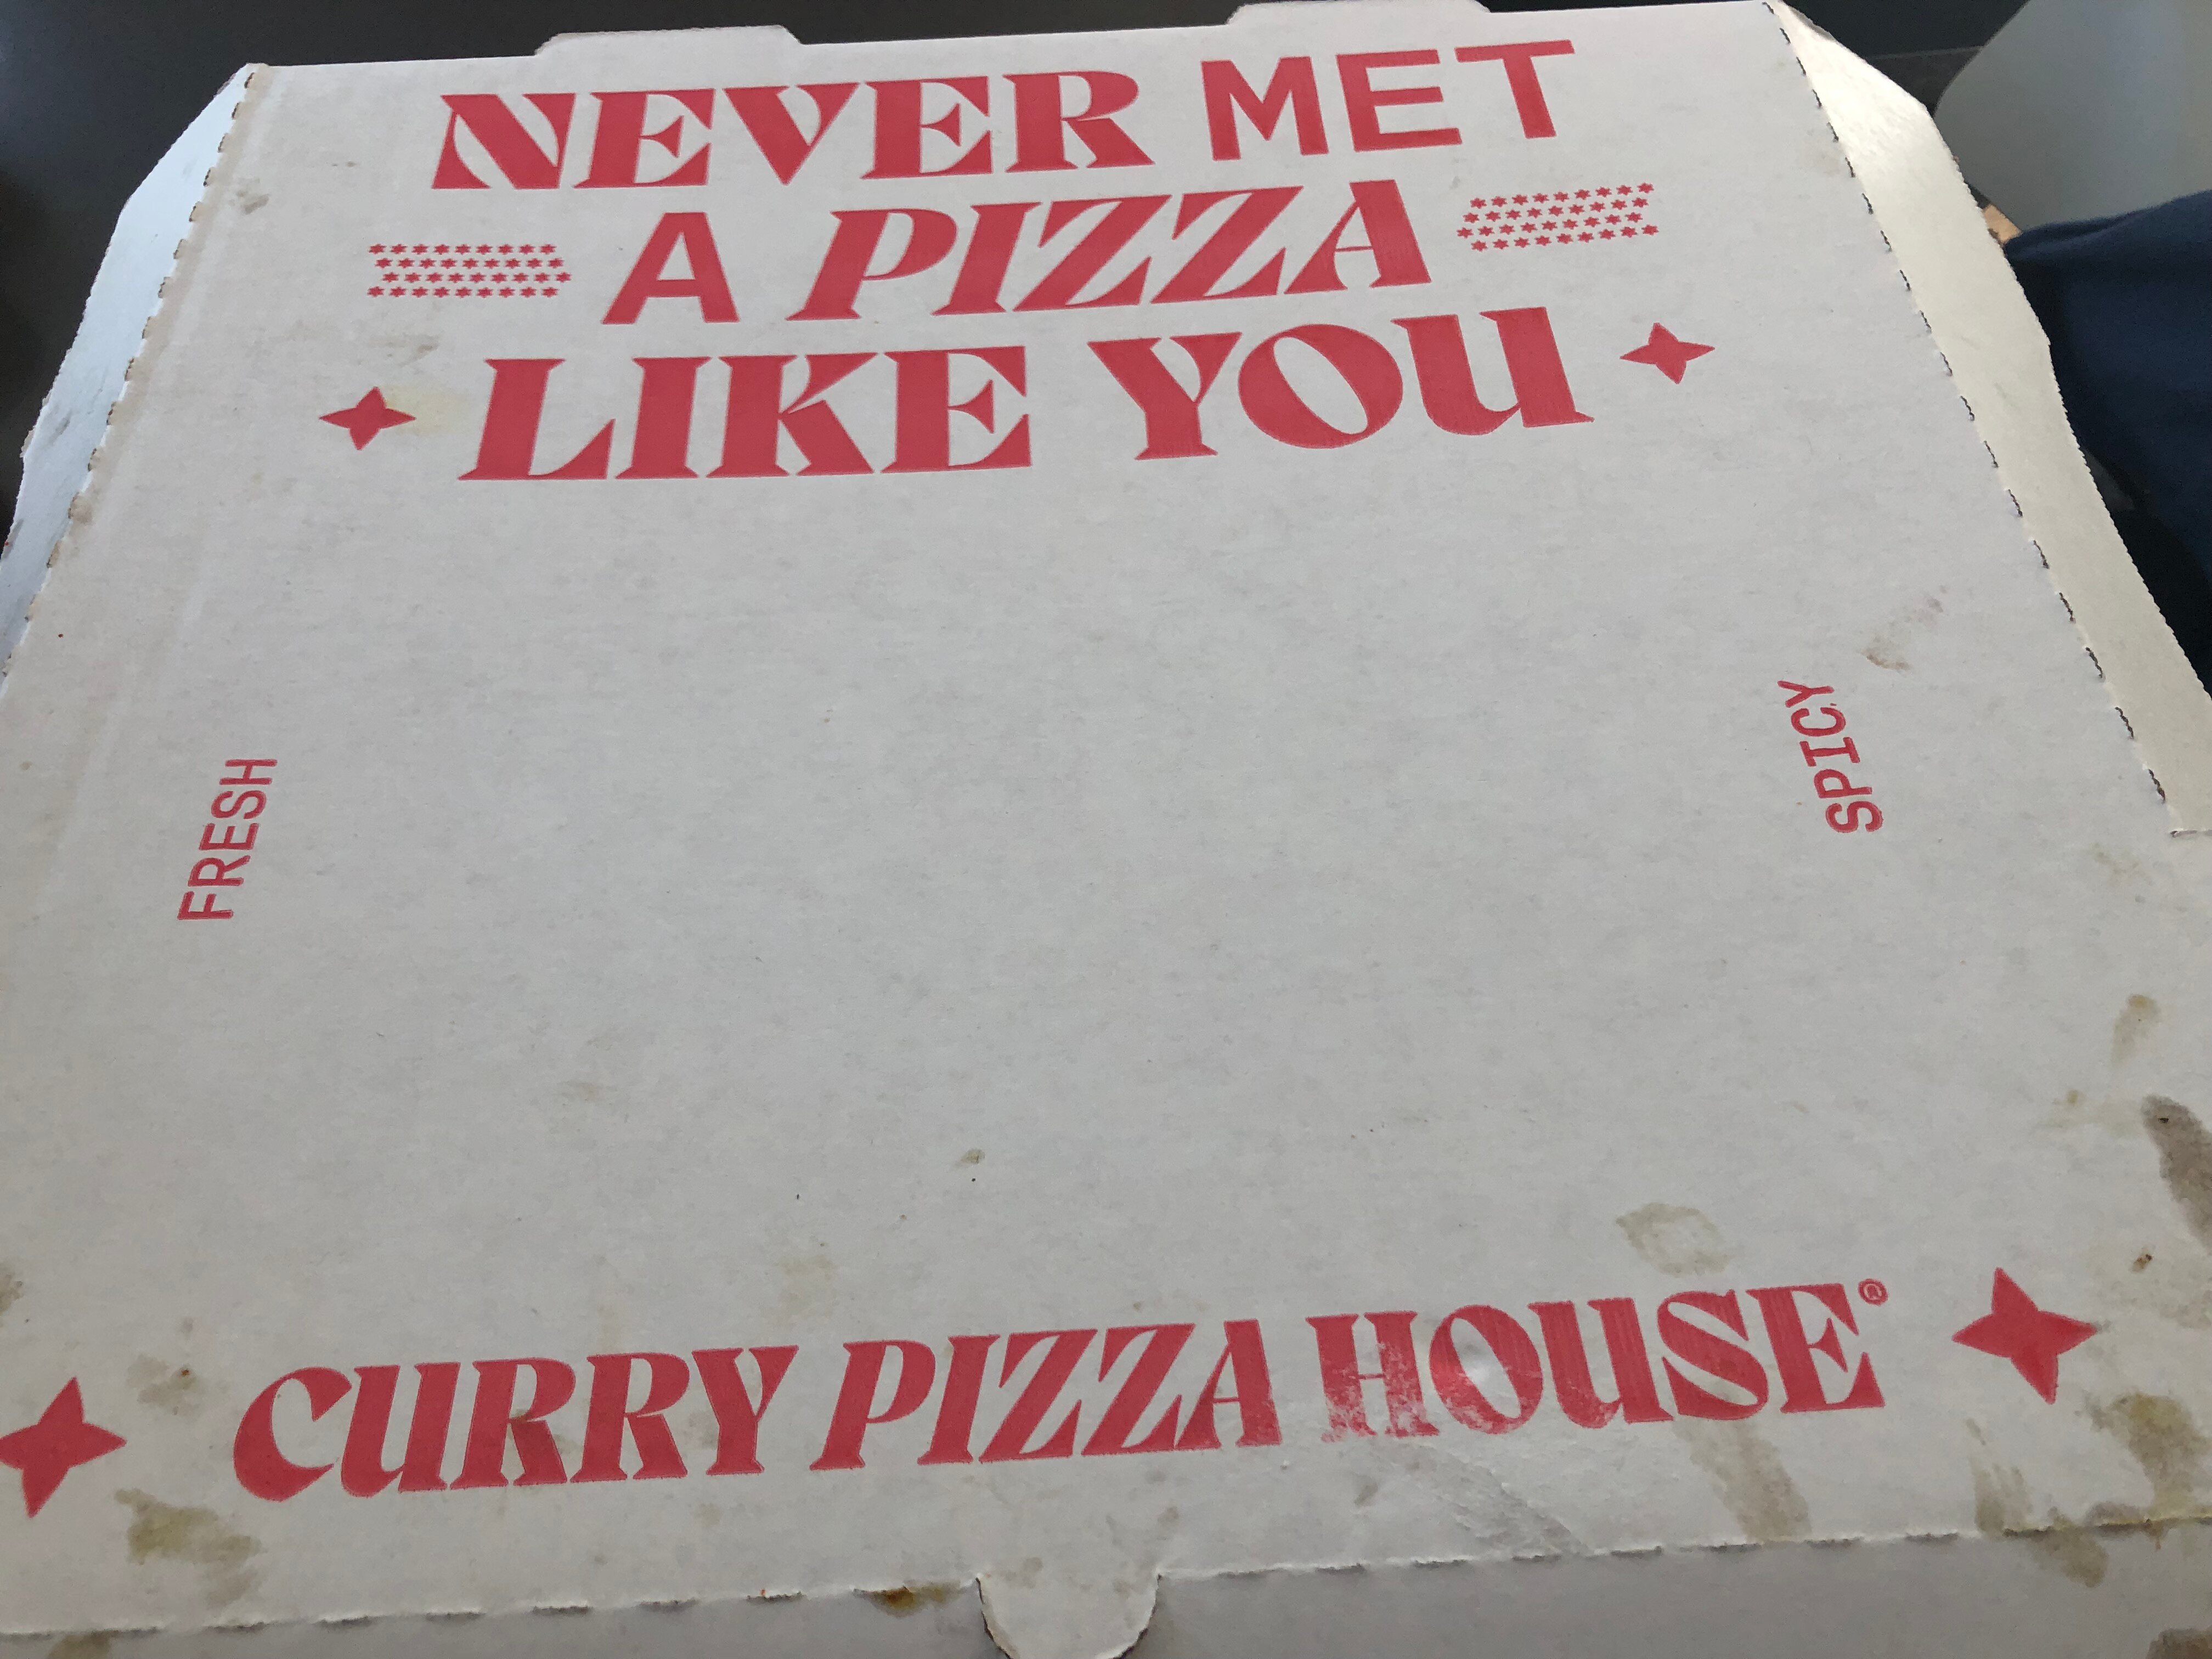 NEVER MET
A PIZZA
LIKE YOU
FRESH
SPICY
CURRY PIZZA HOUSE®